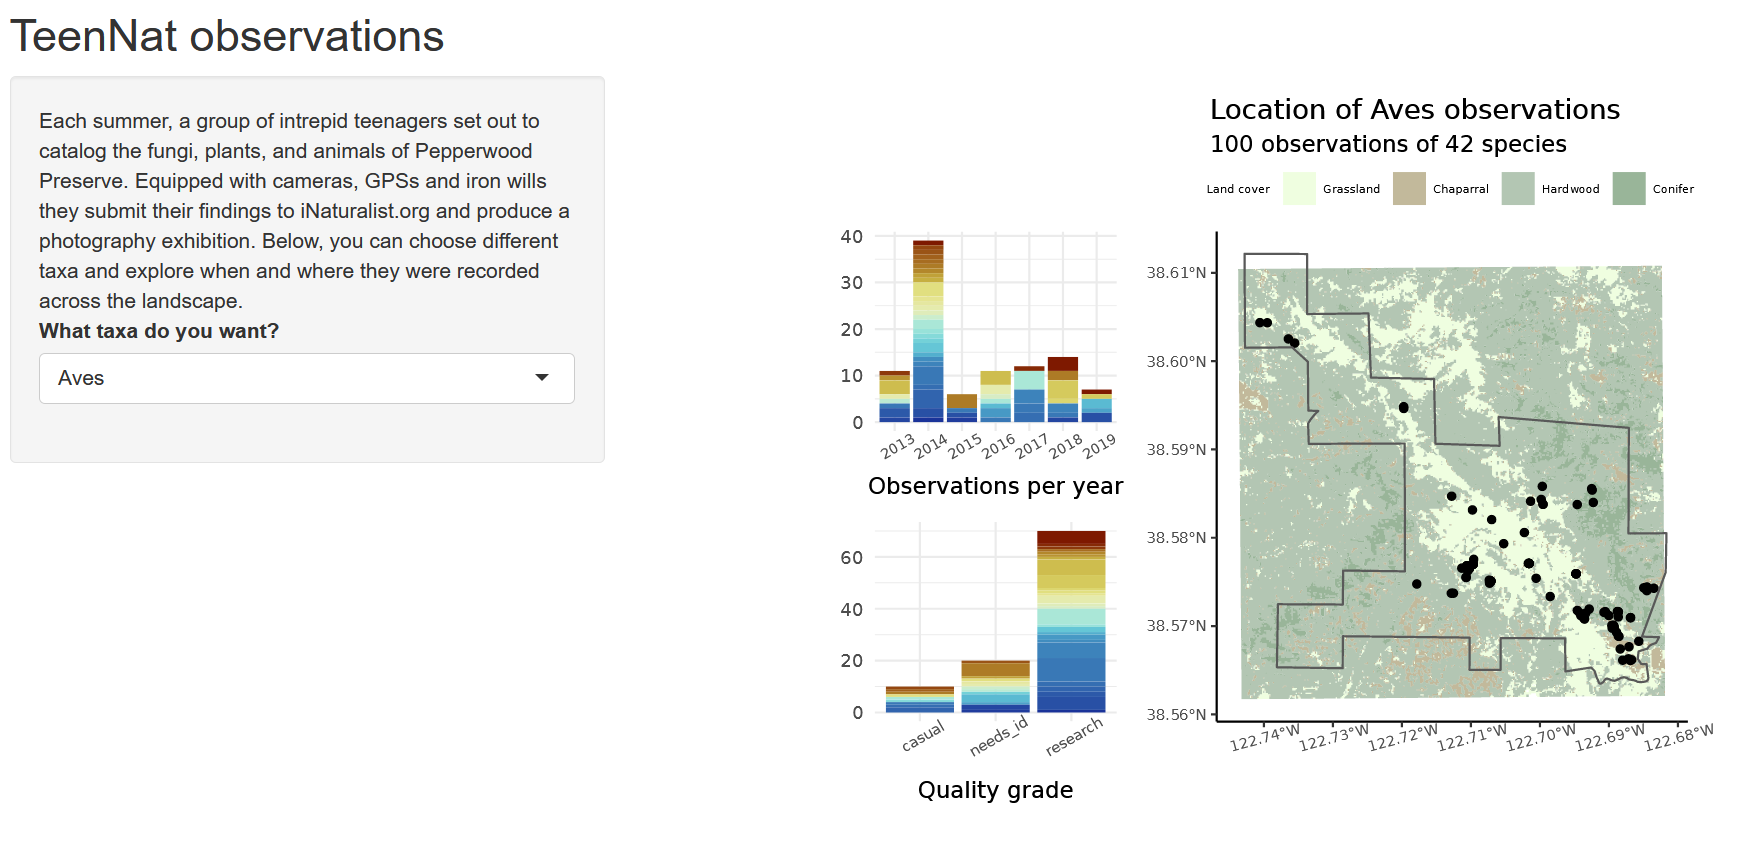 TeenNat observations
Each summer, a group of intrepid teenagers set out to
catalog the fungi, plants, and animals of Pepperwood
Preserve. Equipped with cameras, GPSs and iron wills
they submit their findings to iNaturalist.org and produce a
photography exhibition. Below, you can choose different
taxa and explore when and where they were recorded
across the landscape.
What taxa do you want?
Aves
40
30
20
10
0
2013 2014 2015 2016 2017 2018 2019
Observations per year
60
40
20
0
casual needs_id research
Quality grade
Location of Aves observations
100 observations of 42 species
Land cover Grassland Chaparral Hardwood Conifer
38.61°N
38.60°N
38.59°N
38.58°N
38.57°N
38.56°N
122.74°W 122.73°W 122.72°W 122.71°W 122.70°W 122.69°W 122.68°W